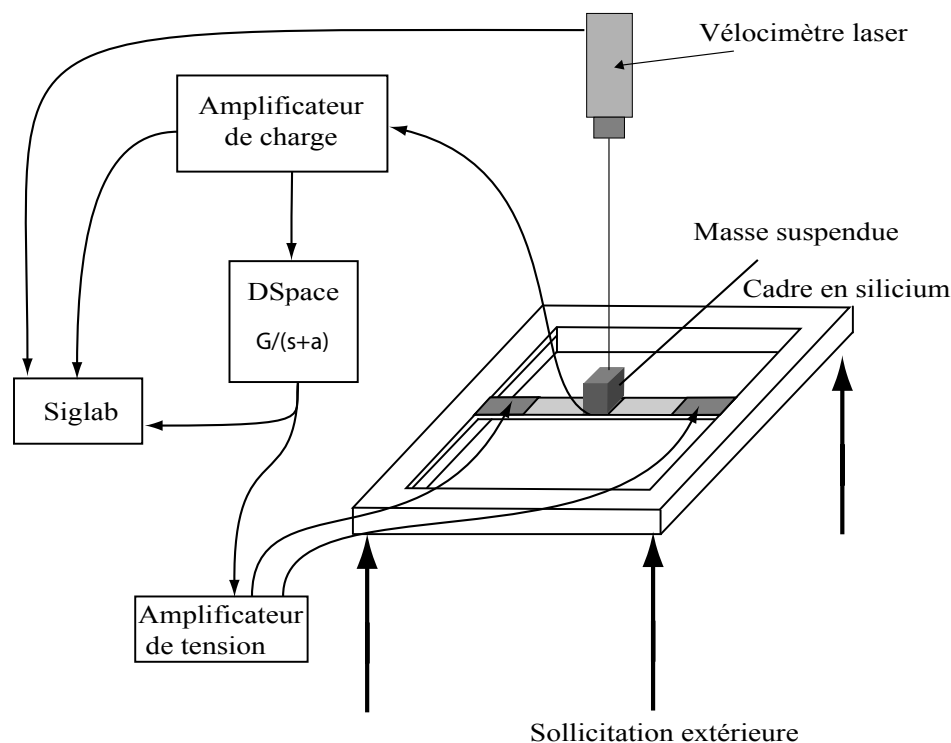 Vélocimètre laser
Amplificateur
de charge
Masse suspendue
Cadre en silicium
DSpace
G/(s+a)
Siglab
Amplificateur
de tension
Sollicitation extérieure